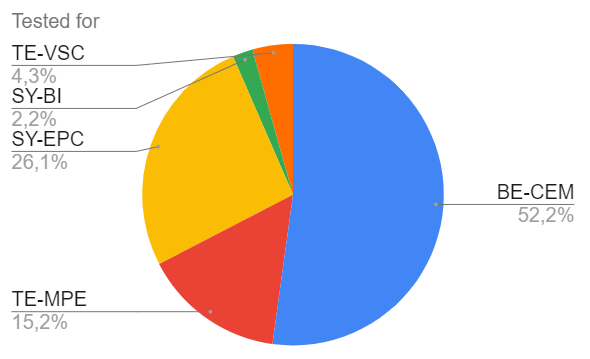 Tested for
TE-VSC
4,3%
SY-BI
2,2%
SY-EPC
26,1%
BE-CEM
52,2%
TE-MPE
15,2%